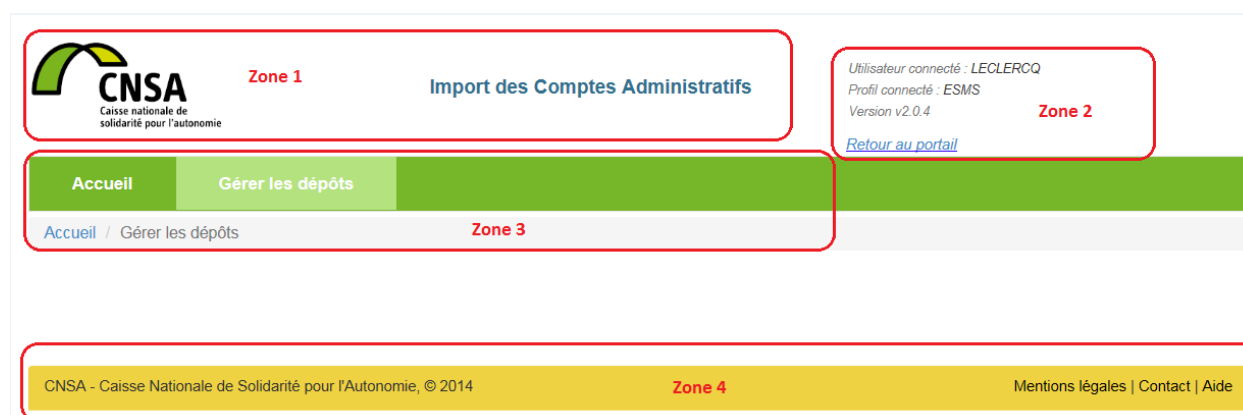 CNSA
Caisse nationale de
solidarité pour l'autonomie
Zone 1
Import des Comptes Administratifs
Utilisateur connecté : LECLERCQ
Profil connecté : ESMS
Version v2.0.4
Zone 2
Retour au portail
Accueil Gérer les dépôts
Accueil / Gérer les dépôts
Zone 3
CNSA - Caisse Nationale de Solidarité pour l'Autonomie, © 2014
Zone 4
Mentions légales | Contact | Aide